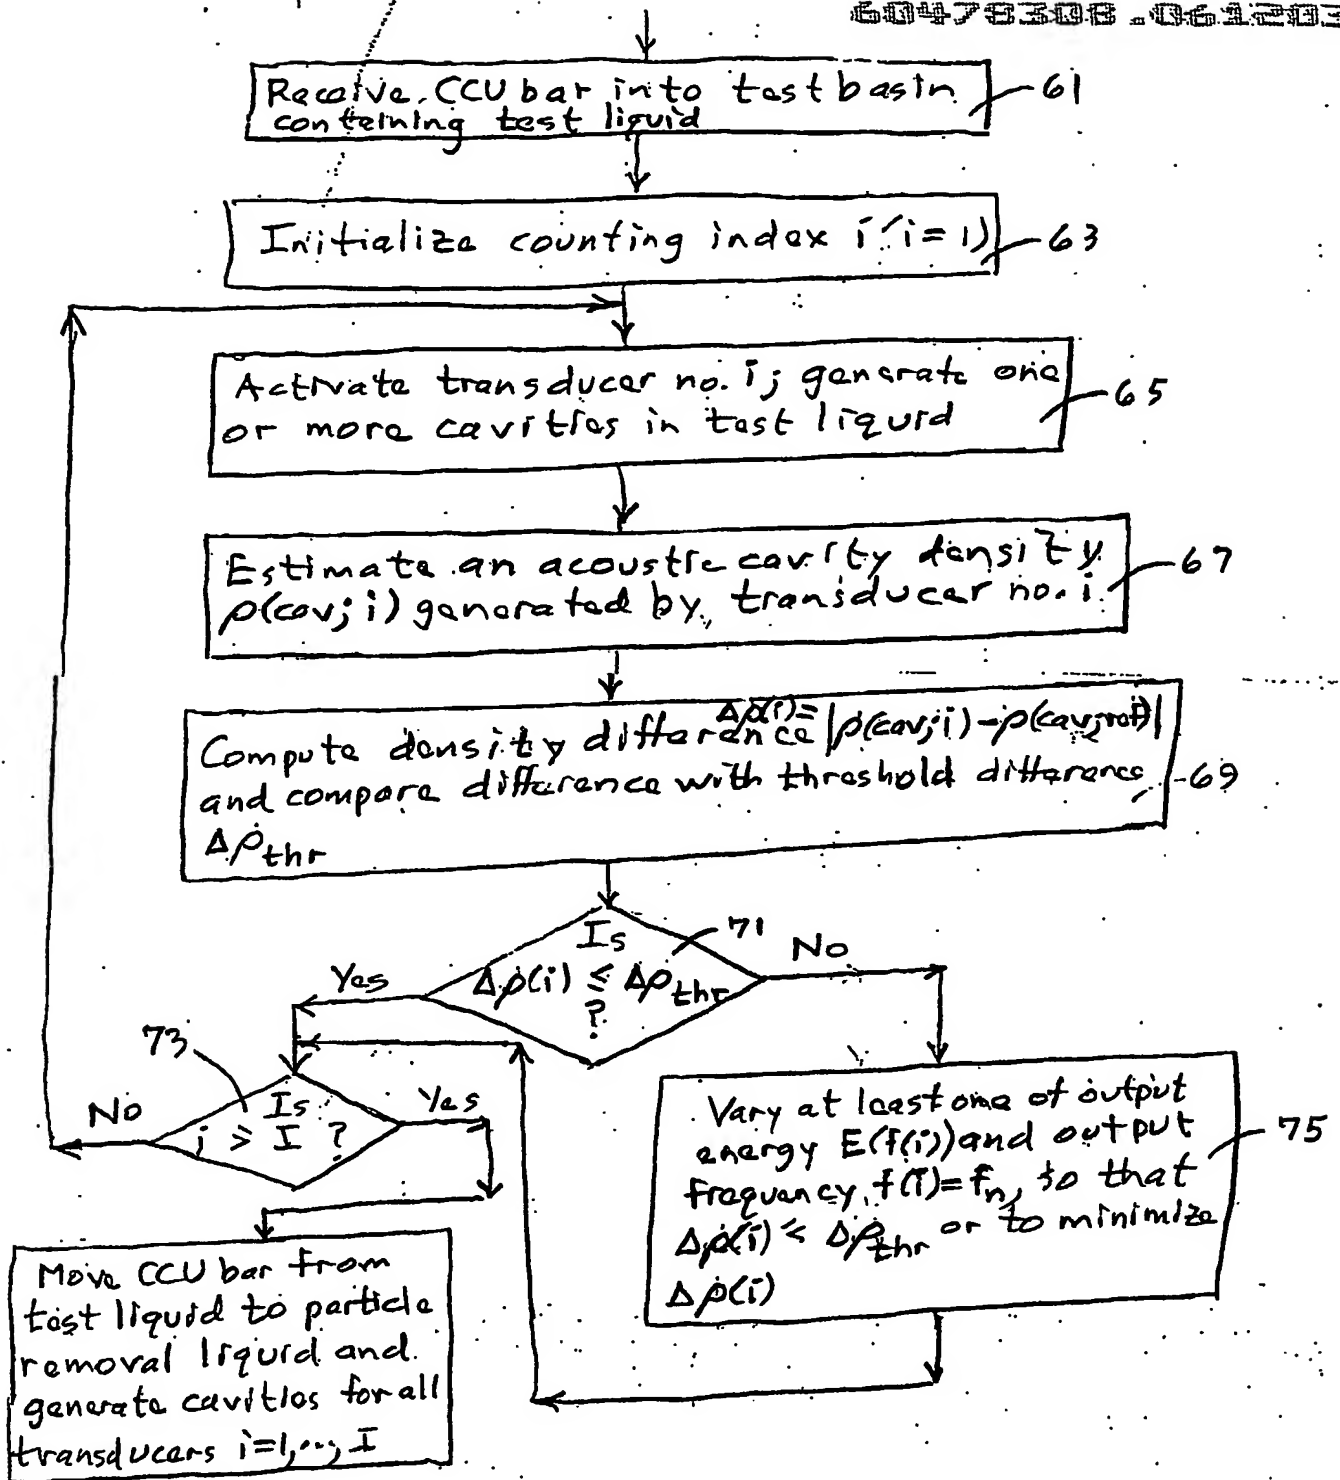 60478308.061203
Receive CCU bar into test basin
containing test liquid
61
Initialize counting index i (i = 1)
63
Activate transducer no. i; generate one
or more cavities in test liquid
65
Estimate an acoustic cavity density
ρ(cav; i) generated by transducer no. i
67
Δρ(i)=
Compute density difference |ρ(cav; i) - ρ(cav; ref)|
and compare difference with threshold difference
Δρthr
69
Is
Δρ(i) ≤ Δρthr
?
71
Yes
No
73
Is
i ≥ I ?
No
Yes
Vary at least one of output
energy E(f(i)) and output
frequency, f(i)=fn, so that
Δρ(i) ≤ Δρthr or to minimize
Δρ(i)
75
Move CCU bar from
test liquid to particle
removal liquid and
generate cavities for all
transducers i=1,..., I